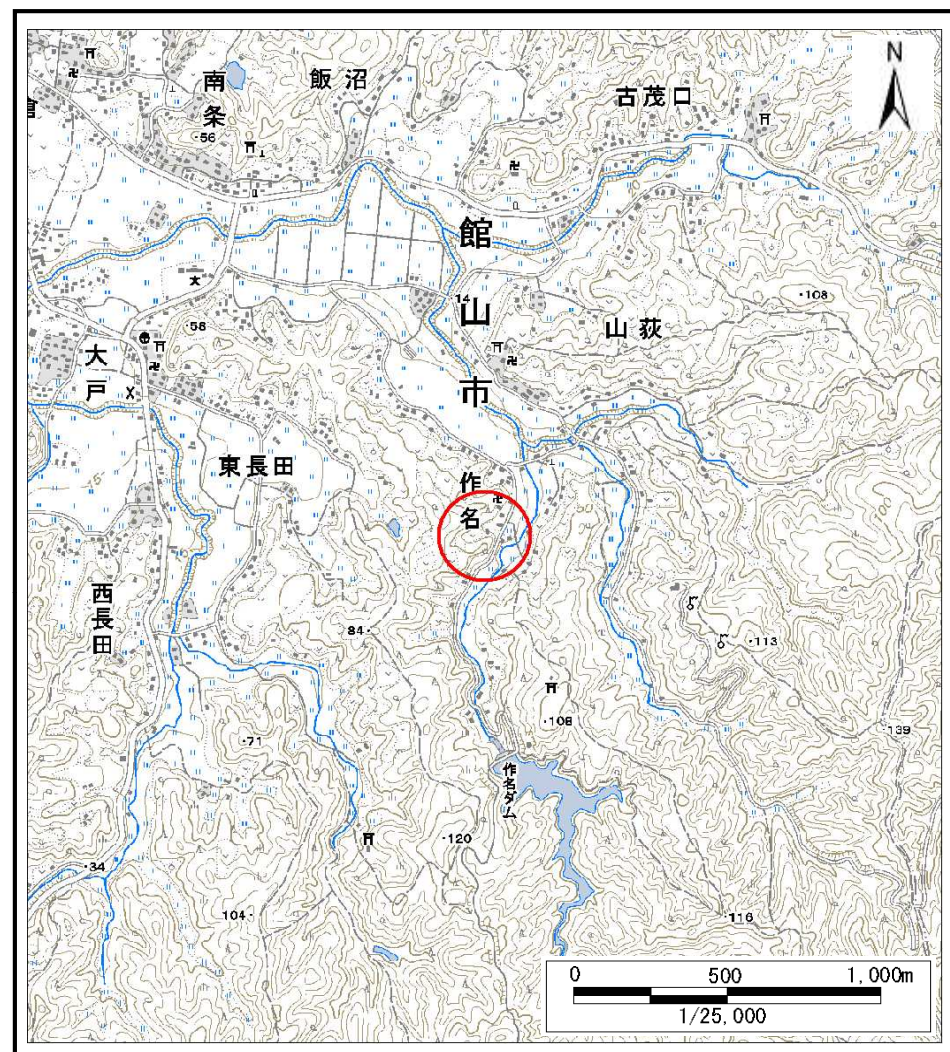 N
南条
飯沼
古茂口
・56
館山市
14
・108
山荻
・58
大戸
東長田
作名
西長田
84・
・113
・108
・139
・71
作名ダム
・120
・34
104・
・116
0 500 1,000m
1/25,000